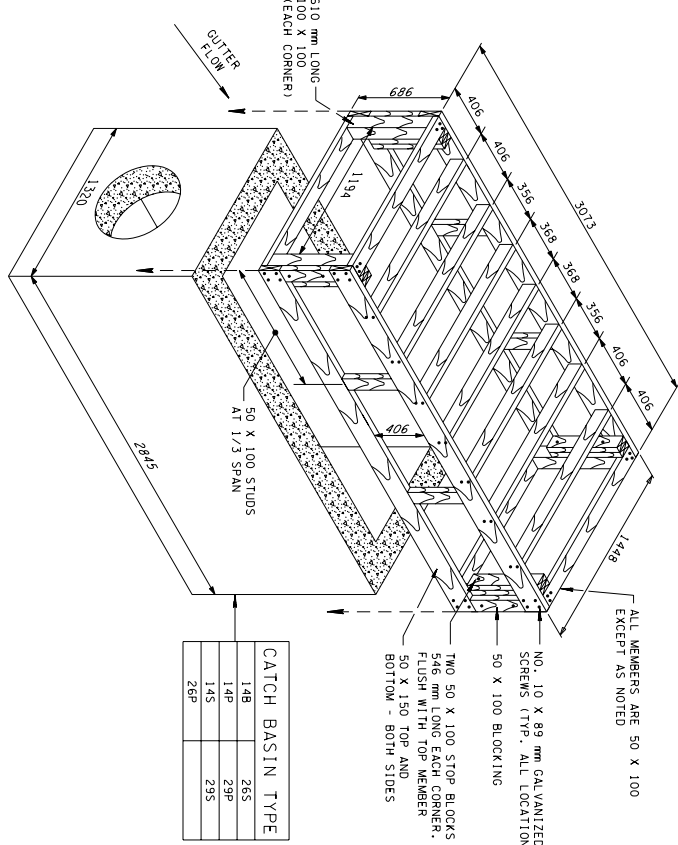 ALL MEMBERS ARE 50 X 100
EXCEPT AS NOTED
NO. 10 X 89 mm GALVANIZED
SCREWS (TYP. ALL LOCATION
50 X 100 BLOCKING
TWO 50 X 100 STOP BLOCKS
546 mm LONG EACH CORNER.
FLUSH WITH TOP MEMBER
50 X 150 TOP AND
BOTTOM - BOTH SIDES
3073
406
406
356
368
368
356
406
406
1448
686
1194
406
610 mm LONG
100 X 100
(EACH CORNER)
GUTTER
FLOW
50 X 100 STUDS
AT 1/3 SPAN
1320
2845
CATCH BASIN TYPE
14B 26S
14P 29P
14S 29S
26P